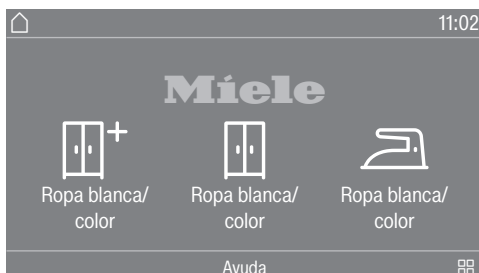 11:02
Miele
Ropa blanca/ Ropa blanca/ Ropa blanca/
color color color
Ayuda